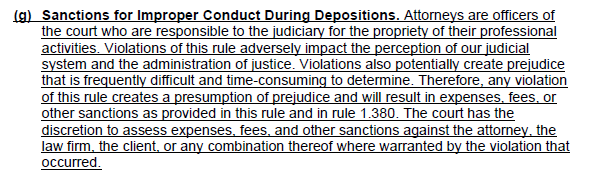 (g) Sanctions for Improper Conduct During Depositions. Attorneys are officers of
the court who are responsible to the judiciary for the propriety of their professional
activities. Violations of this rule adversely impact the perception of our judicial
system and the administration of justice. Violations also potentially create prejudice
that is frequently difficult and time-consuming to determine. Therefore, any violation
of this rule creates a presumption of prejudice and will result in expenses, fees, or
other sanctions as provided in this rule and in rule 1.380. The court has the
discretion to assess expenses, fees, and other sanctions against the attorney, the
law firm, the client, or any combination thereof where warranted by the violation that
occurred.